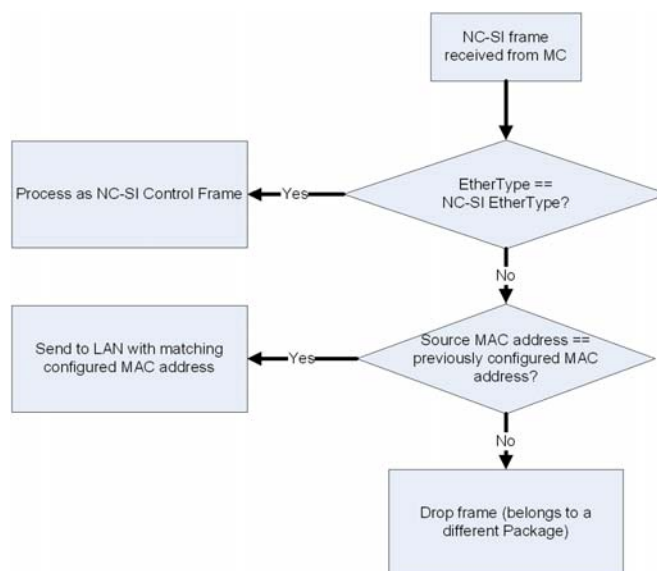 NC-SI frame
received from MC
EtherType ==
NC-SI EtherType?
Yes
Process as NC-SI Control Frame
No
Source MAC address ==
previously configured MAC
address?
Yes
Send to LAN with matching
configured MAC address
No
Drop frame (belongs to a
different Package)